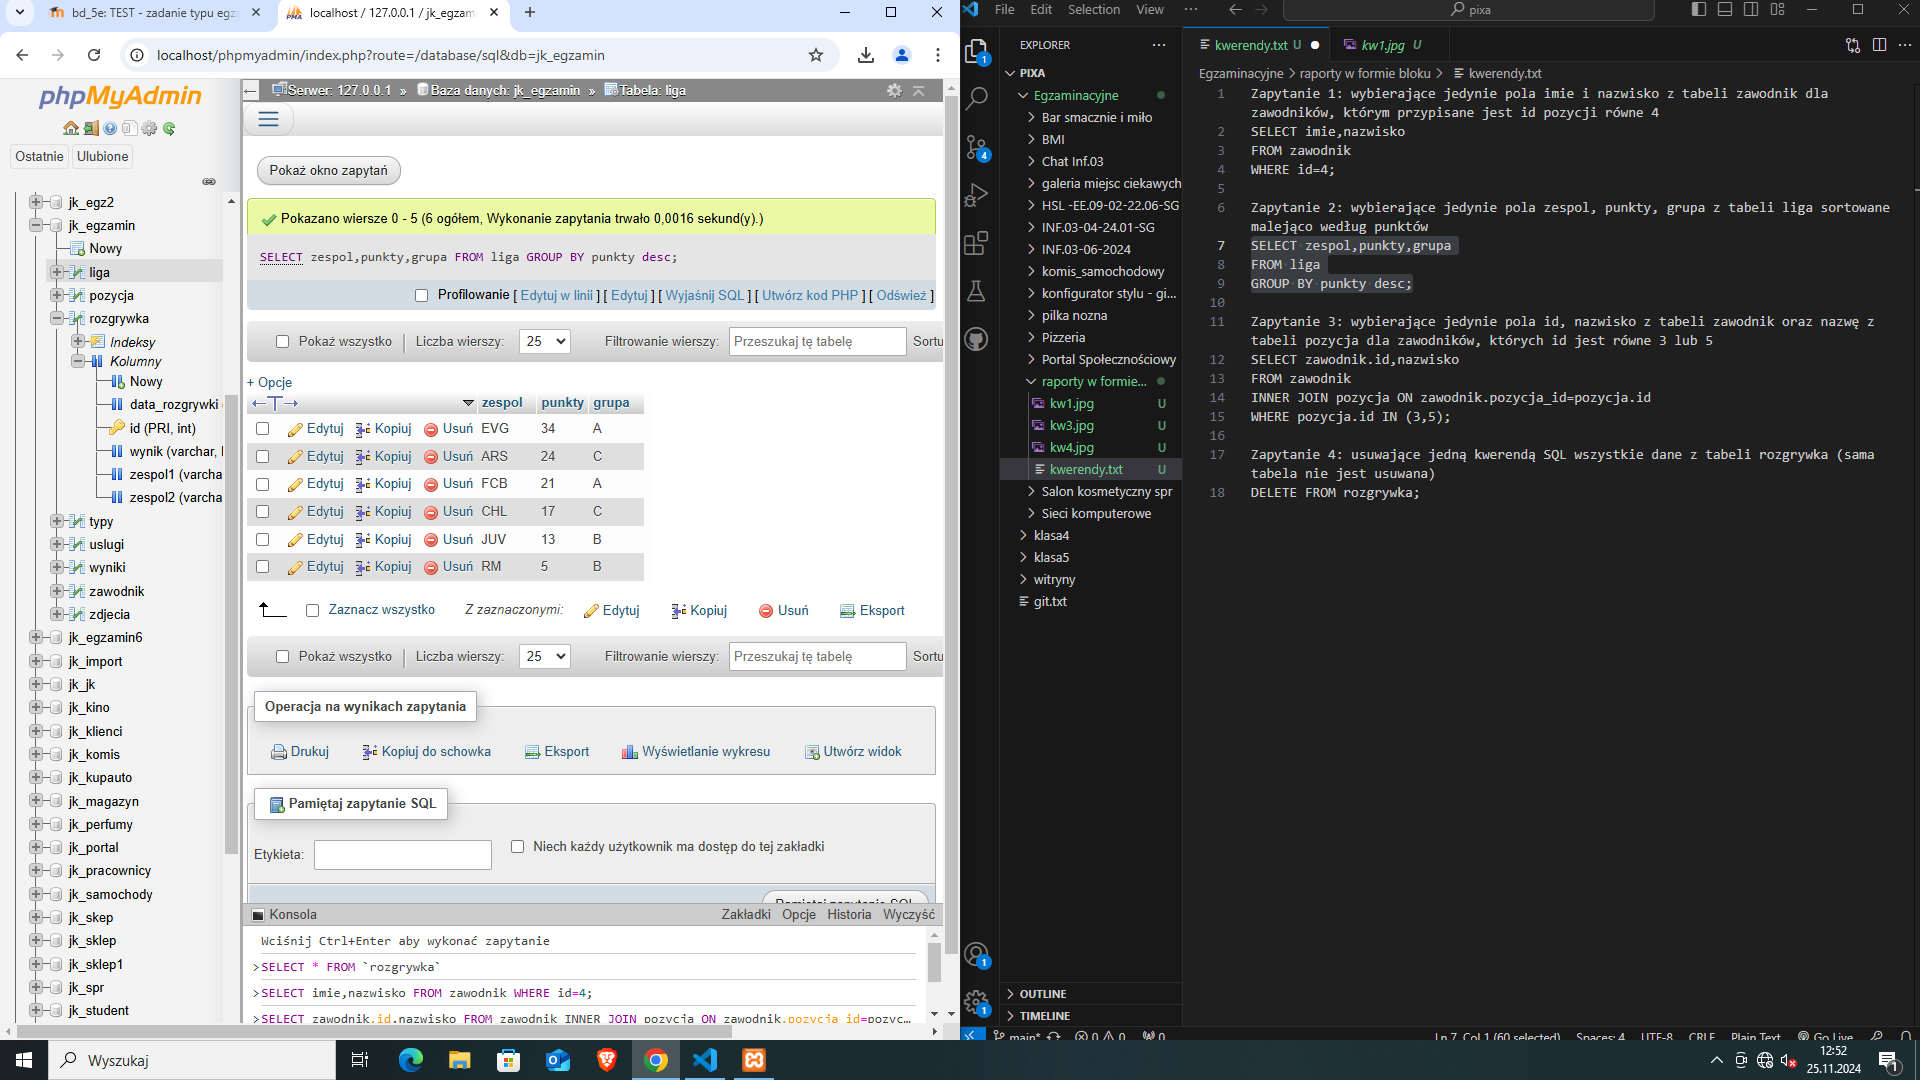 bd_5e: TEST - zadanie typu egz
localhost / 127.0.0.1 / jk_egzam
localhost/phpmyadmin/index.php?route=/database/sql&db=jk_egzamin
phpMyAdmin
Ostatnie
Ulubione
jk_egz2
jk_egzamin
Nowy
liga
pozycja
rozgrywka
Indeksy
Kolumny
Nowy
data_rozgrywki
id (PRI, int)
wynik (varchar,
zespol1 (varcha
zespol2 (varcha
typy
uslugi
wyniki
zawodnik
zdjecia
jk_egzamin6
jk_import
jk_jk
jk_kino
jk_klienci
jk_komis
jk_kupauto
jk_magazyn
jk_perfumy
jk_portal
jk_pracownicy
jk_samochody
jk_skep
jk_sklep
jk_sklep1
jk_spr
jk_student
Serwer: 127.0.0.1 » Baza danych: jk_egzamin » Tabela: liga
Pokaż okno zapytań
Pokazano wiersze 0 - 5 (6 ogółem, Wykonanie zapytania trwało 0,0016 sekund(y).)
SELECT zespol,punkty,grupa FROM liga GROUP BY punkty desc;
Profilowanie [ Edytuj w linii ] [ Edytuj ] [ Wyjaśnij SQL ] [ Utwórz kod PHP ] [ Odśwież ]
Pokaż wszystko Liczba wierszy: 25 Filtrowanie wierszy: Przeszukaj tę tabelę Sortu
+ Opcje
zespol punkty grupa
Edytuj Kopiuj Usuń EVG 34 A
Edytuj Kopiuj Usuń ARS 24 C
Edytuj Kopiuj Usuń FCB 21 A
Edytuj Kopiuj Usuń CHL 17 C
Edytuj Kopiuj Usuń JUV 13 B
Edytuj Kopiuj Usuń RM 5 B
Zaznacz wszystko Z zaznaczonymi: Edytuj Kopiuj Usuń Eksport
Pokaż wszystko Liczba wierszy: 25 Filtrowanie wierszy: Przeszukaj tę tabelę Sortu
Operacja na wynikach zapytania
Drukuj Kopiuj do schowka Eksport Wyświetlanie wykresu Utwórz widok
Pamiętaj zapytanie SQL
Etykieta: Niech każdy użytkownik ma dostęp do tej zakładki
Pamiętaj zapytanie SQL
Konsola Zakładki Opcje Historia Wyczyść
Wciśnij Ctrl+Enter aby wykonać zapytanie
>SELECT * FROM `rozgrywka`
>SELECT imie,nazwisko FROM zawodnik WHERE id=4;
>SELECT zawodnik.id,nazwisko FROM zawodnik INNER JOIN pozycja ON zawodnik.pozycja_id=pozyc…
File Edit Selection View ··· pixa
EXPLORER
PIXA
Egzaminacyjne
Bar smacznie i miło
BMI
Chat Inf.03
galeria miejsc ciekawych
HSL -EE.09-02-22.06-SG
INF.03-04-24.01-SG
INF.03-06-2024
komis_samochodowy
konfigurator stylu - gi...
pilka nozna
Pizzeria
Portal Społecznościowy
raporty w formie...
kw1.jpg U
kw3.jpg U
kw4.jpg U
kwerendy.txt U
Salon kosmetyczny spr
Sieci komputerowe
klasa4
klasa5
witryny
git.txt
OUTLINE
TIMELINE
kwerendy.txt U
kw1.jpg U
Egzaminacyjne > raporty w formie bloku > kwerendy.txt
1 Zapytanie 1: wybierające jedynie pola imie i nazwisko z tabeli zawodnik dla
zawodników, którym przypisane jest id pozycji równe 4
2 SELECT imie,nazwisko
3 FROM zawodnik
4 WHERE id=4;
5
6 Zapytanie 2: wybierające jedynie pola zespol, punkty, grupa z tabeli liga sortowane
malejąco według punktów
7 SELECT zespol,punkty,grupa
8 FROM liga
9 GROUP BY punkty desc;
10
11 Zapytanie 3: wybierające jedynie pola id, nazwisko z tabeli zawodnik oraz nazwę z
tabeli pozycja dla zawodników, których id jest równe 3 lub 5
12 SELECT zawodnik.id,nazwisko
13 FROM zawodnik
14 INNER JOIN pozycja ON zawodnik.pozycja_id=pozycja.id
15 WHERE pozycja.id IN (3,5);
16
17 Zapytanie 4: usuwające jedną kwerendą SQL wszystkie dane z tabeli rozgrywka (sama
tabela nie jest usuwana)
18 DELETE FROM rozgrywka;
main* 0 0 0 Ln 7, Col 1 (60 selected) Spaces: 4 UTF-8 CRLF Plain Text Go Live
Wyszukaj
12:52
25.11.2024